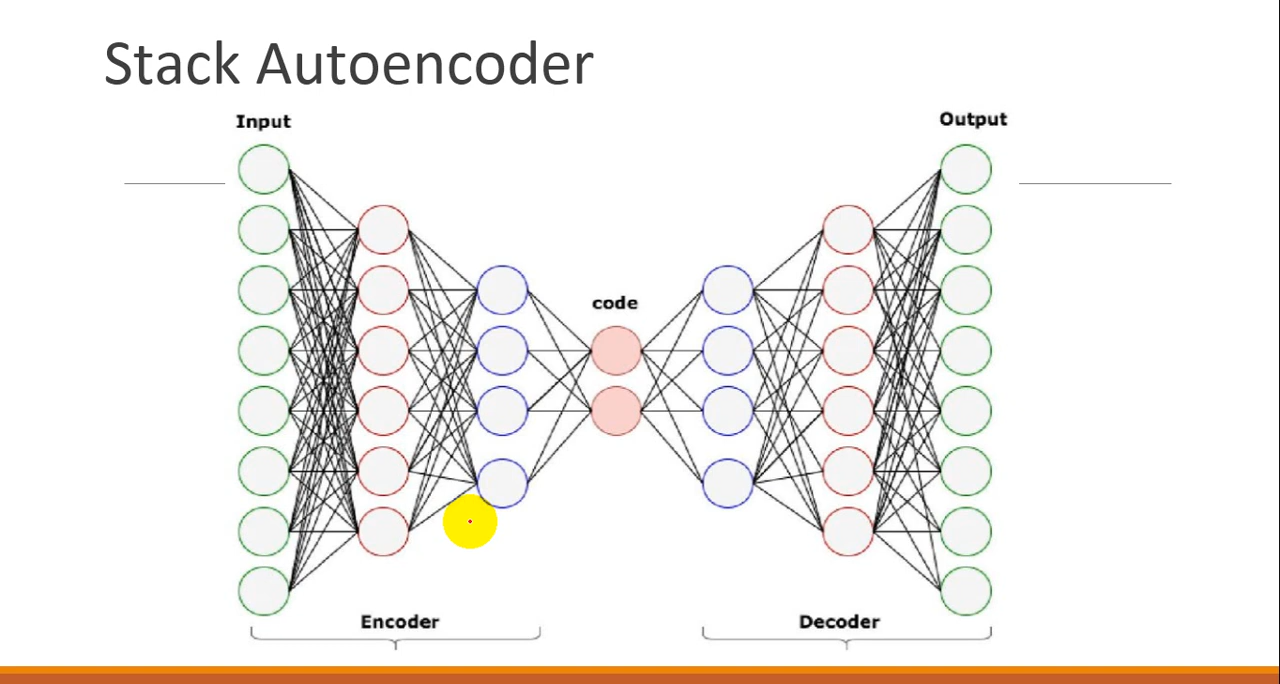 Stack Autoencoder
Input
Output
code
Encoder
Decoder